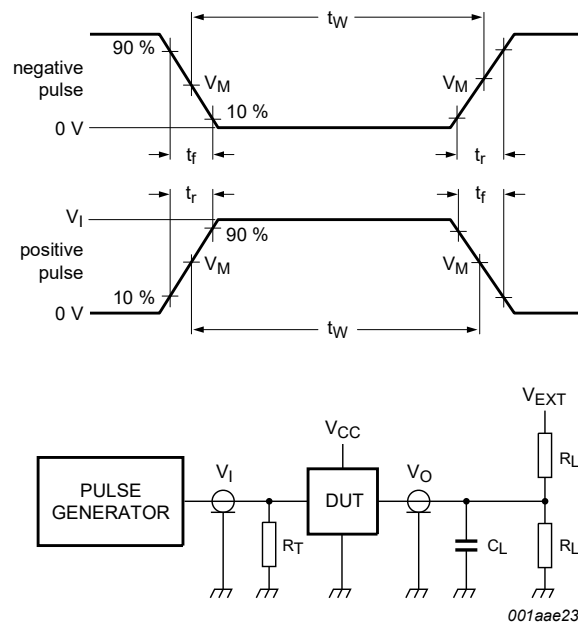 tW
90 %
negative
pulse
VM
VM
10 %
0 V
tf
tr
VI
tr
tf
90 %
positive
pulse
VM
VM
10 %
0 V
tW
VEXT
VCC
RL
VI
VO
PULSE
GENERATOR
DUT
RT
CL
RL
001aae23